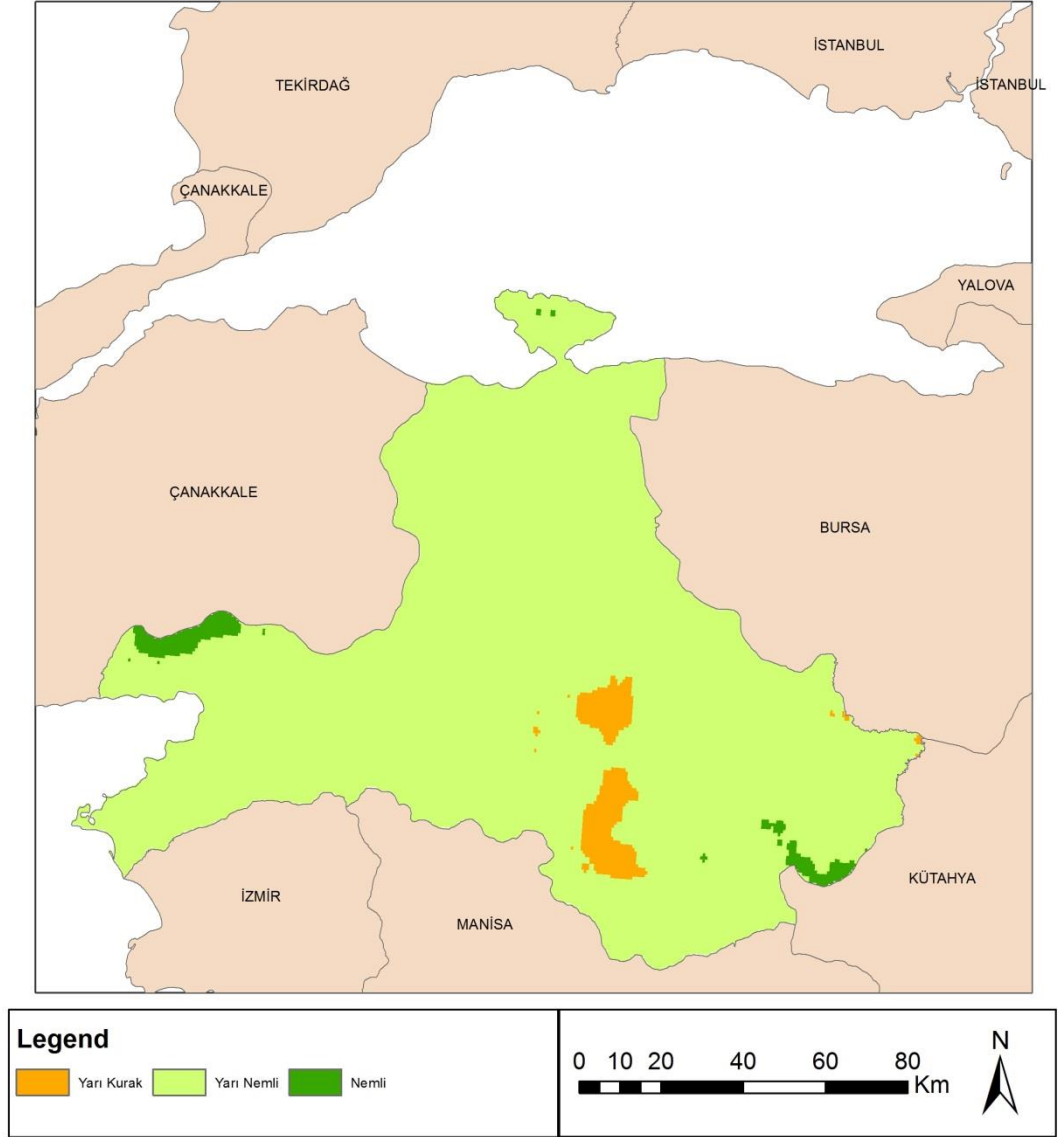 İSTANBUL
TEKİRDAĞ
İSTANBUL
ÇANAKKALE
YALOVA
ÇANAKKALE
BURSA
KÜTAHYA
İZMİR
MANİSA
Legend
Yarı Kurak
Yarı Nemli
Nemli
0 10 20 40 60 80
Km
N